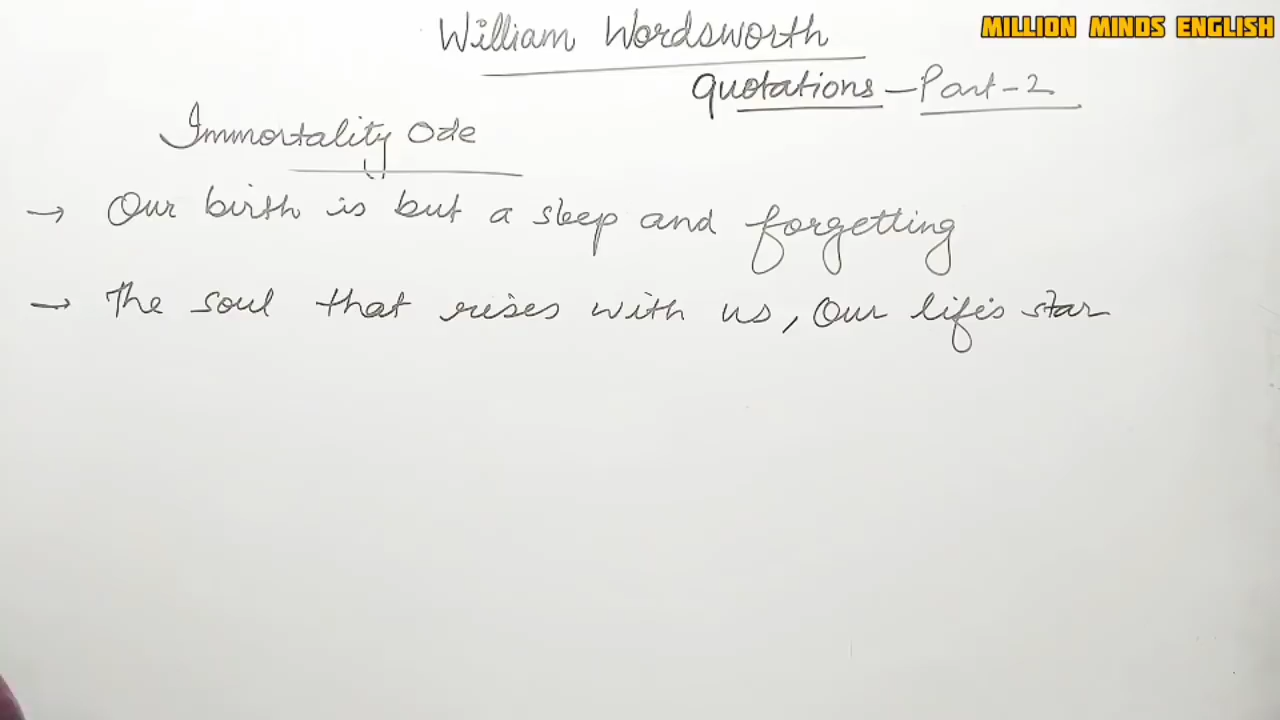 MILLION MINDS ENGLISH
William Wordsworth
Quotations - Part - 2
Immortality Ode
→ Our birth is but a sleep and forgetting
→ The soul that rises with us, Our life's star